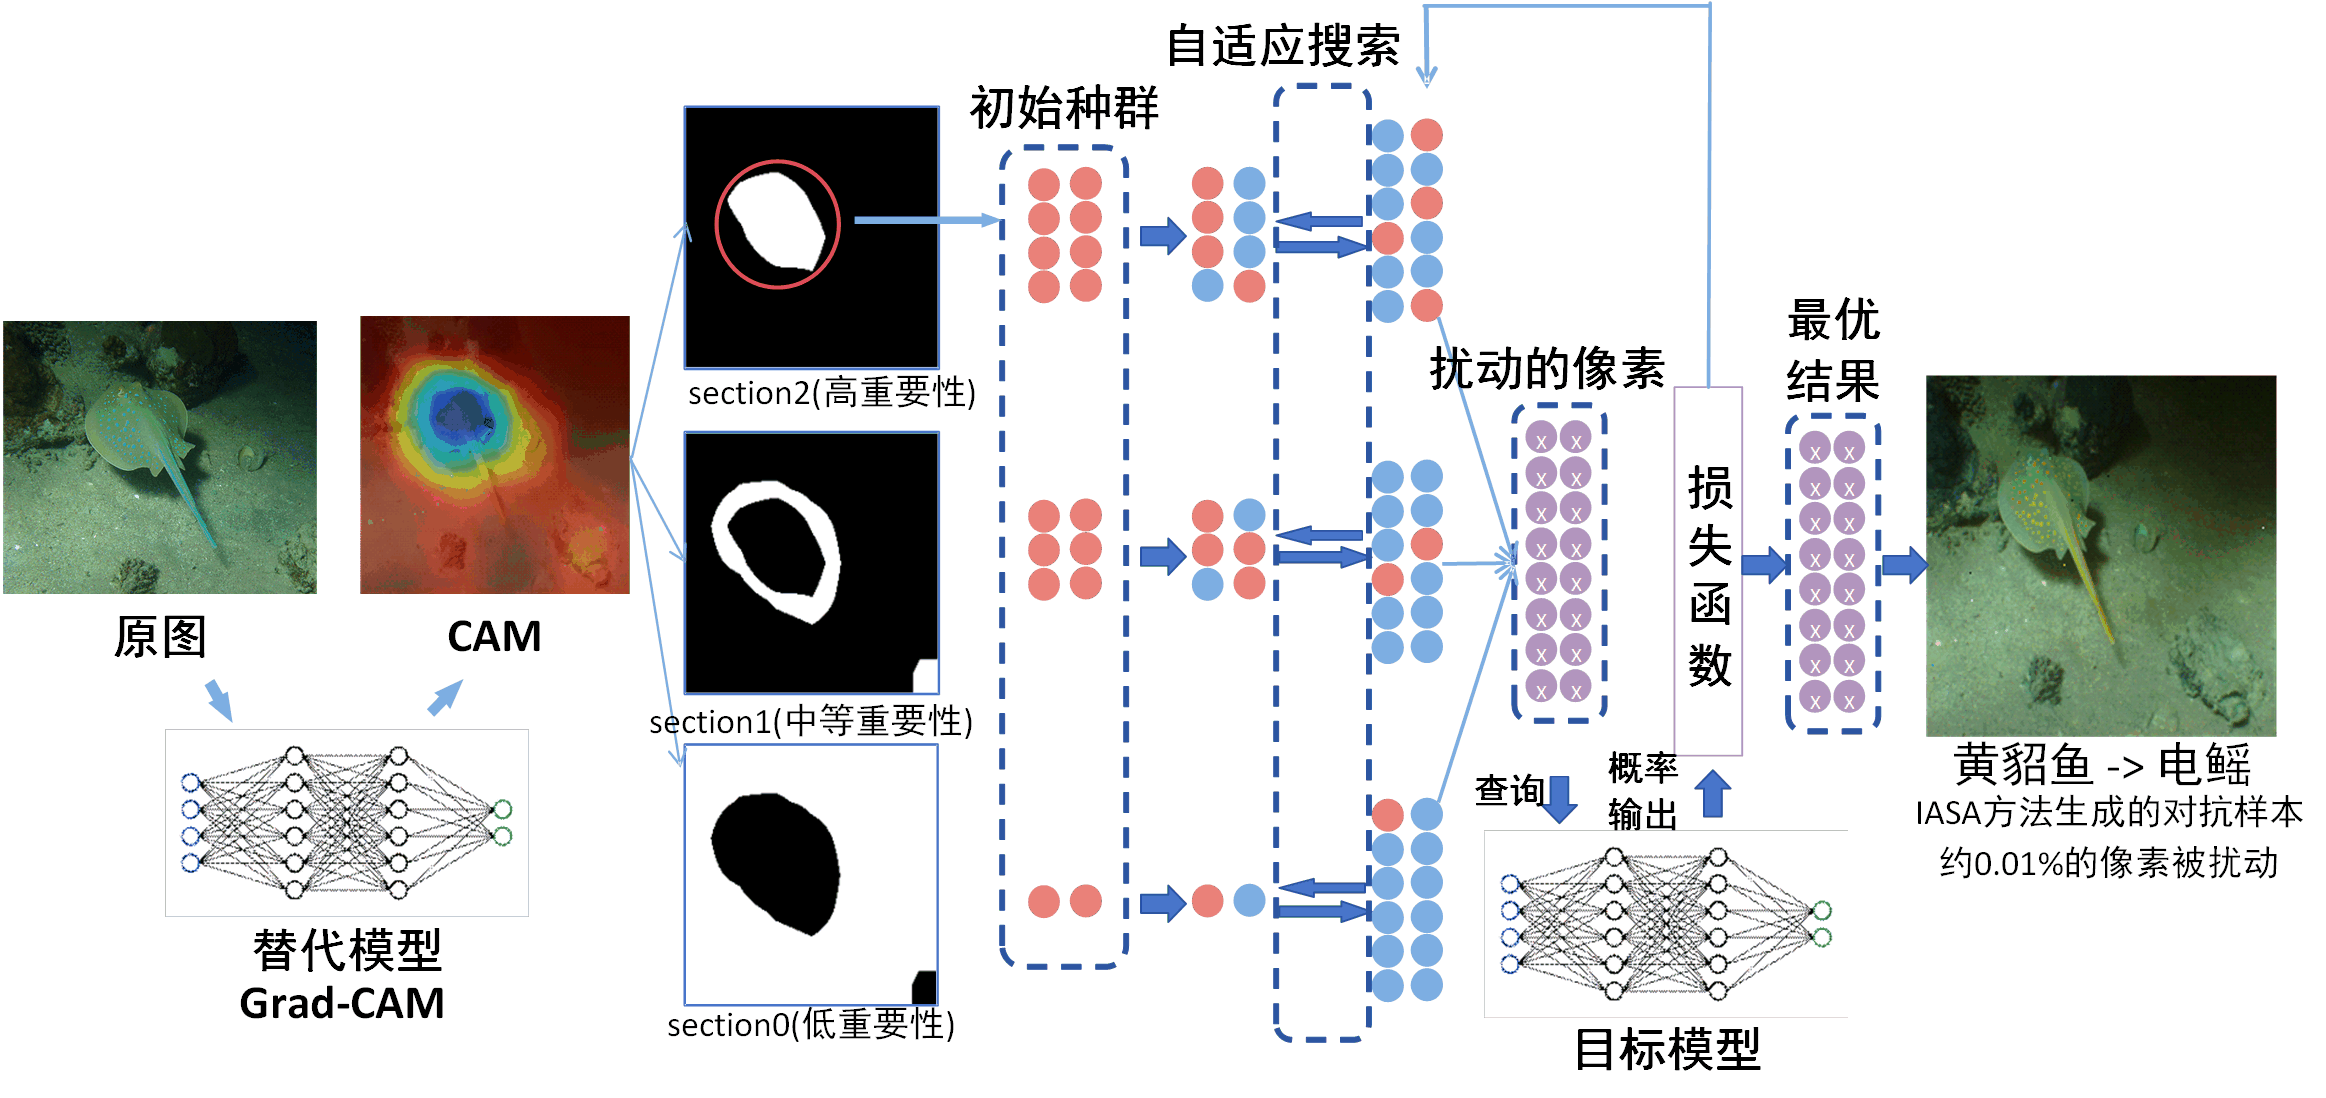 原图
CAM
替代模型
Grad-CAM
section2(高重要性)
section1(中等重要性)
section0(低重要性)
初始种群
自适应搜索
扰动的像素
x x
x x
x x
x x
x x
x x
x x
x x
查询
概率
输出
目标模型
损
失
函
数
最优
结果
x x
x x
x x
x x
x x
x x
x x
x x
黄貂鱼 -> 电鳐
IASA方法生成的对抗样本
约0.01%的像素被扰动